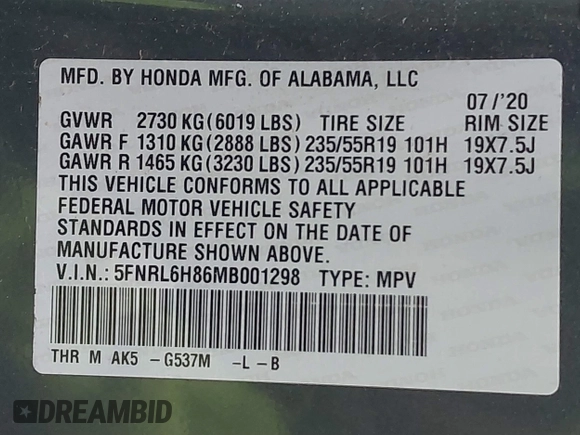 MFD. BY HONDA MFG. OF ALABAMA, LLC
07 /'20
GVWR 2730 KG(6019 LBS) TIRE SIZE RIM SIZE
GAWR F 1310 KG(2888 LBS) 235/55R19 101H 19X7.5J
GAWR R 1465 KG(3230 LBS) 235/55R19 101H 19X7.5J
THIS VEHICLE CONFORMS TO ALL APPLICABLE
FEDERAL MOTOR VEHICLE SAFETY
STANDARDS IN EFFECT ON THE DATE OF
MANUFACTURE SHOWN ABOVE.
V.I.N.: 5FNRL6H86MB001298 TYPE: MPV
THR M AK5 -G537M -L-B
DREAMBID